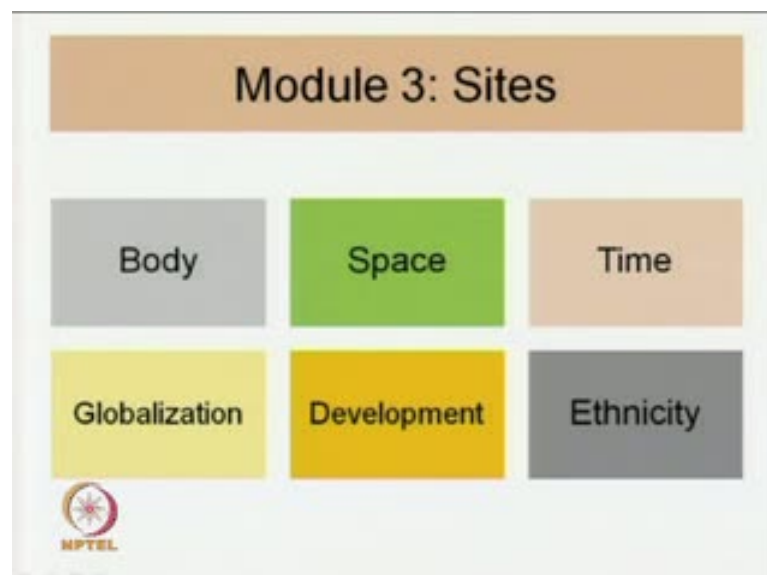 Module 3: Sites
Body
Space
Time
Globalization
Development
Ethnicity
NPTEL